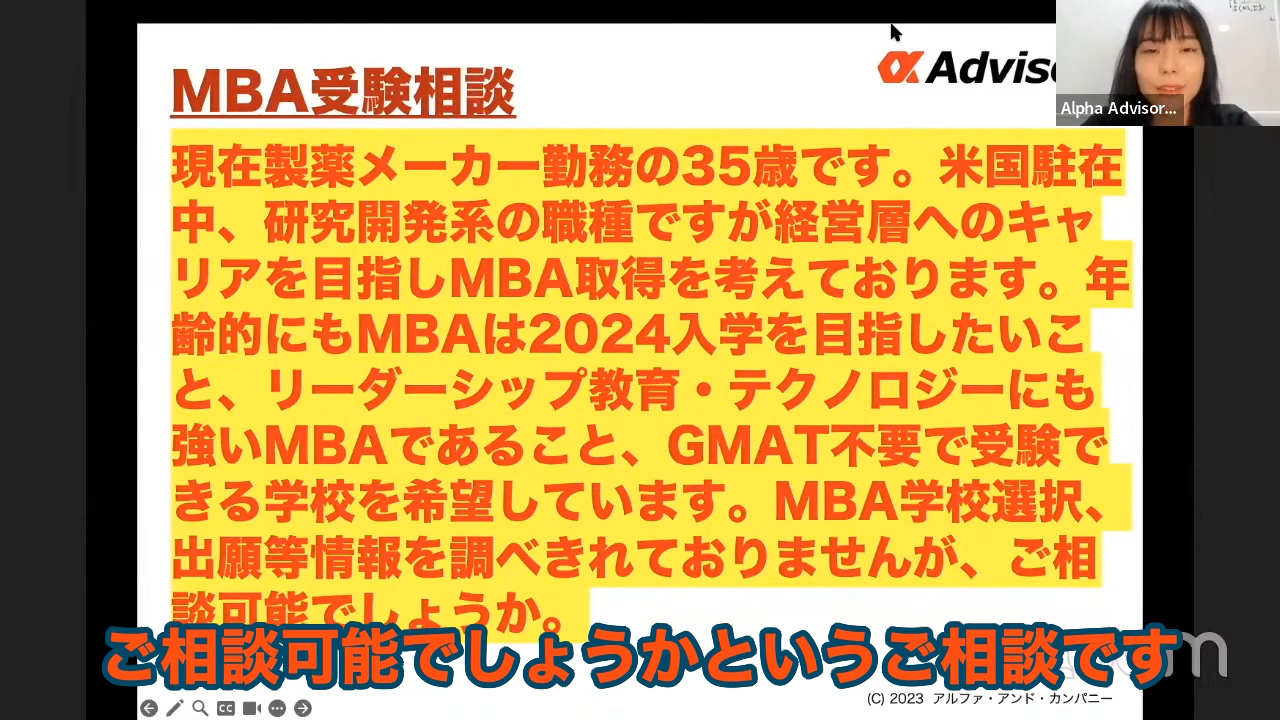 MBA受験相談
Advis
Alpha Advisor...
現在製薬メーカー勤務の35歳です。米国駐在
中、研究開発系の職種ですが経営層へのキャ
リアを目指しMBA取得を考えております。年
齢的にもMBAは2024入学を目指したいこ
と、リーダーシップ教育・テクノロジーにも
強いMBAであること、GMAT不要で受験で
きる学校を希望しています。MBA学校選択、
出願等情報を調べきれておりませんが、ご相
談可能でしょうか。
ご相談可能でしょうかというご相談です
(C) 2023 アルファ・アンド・カンパニー
CC